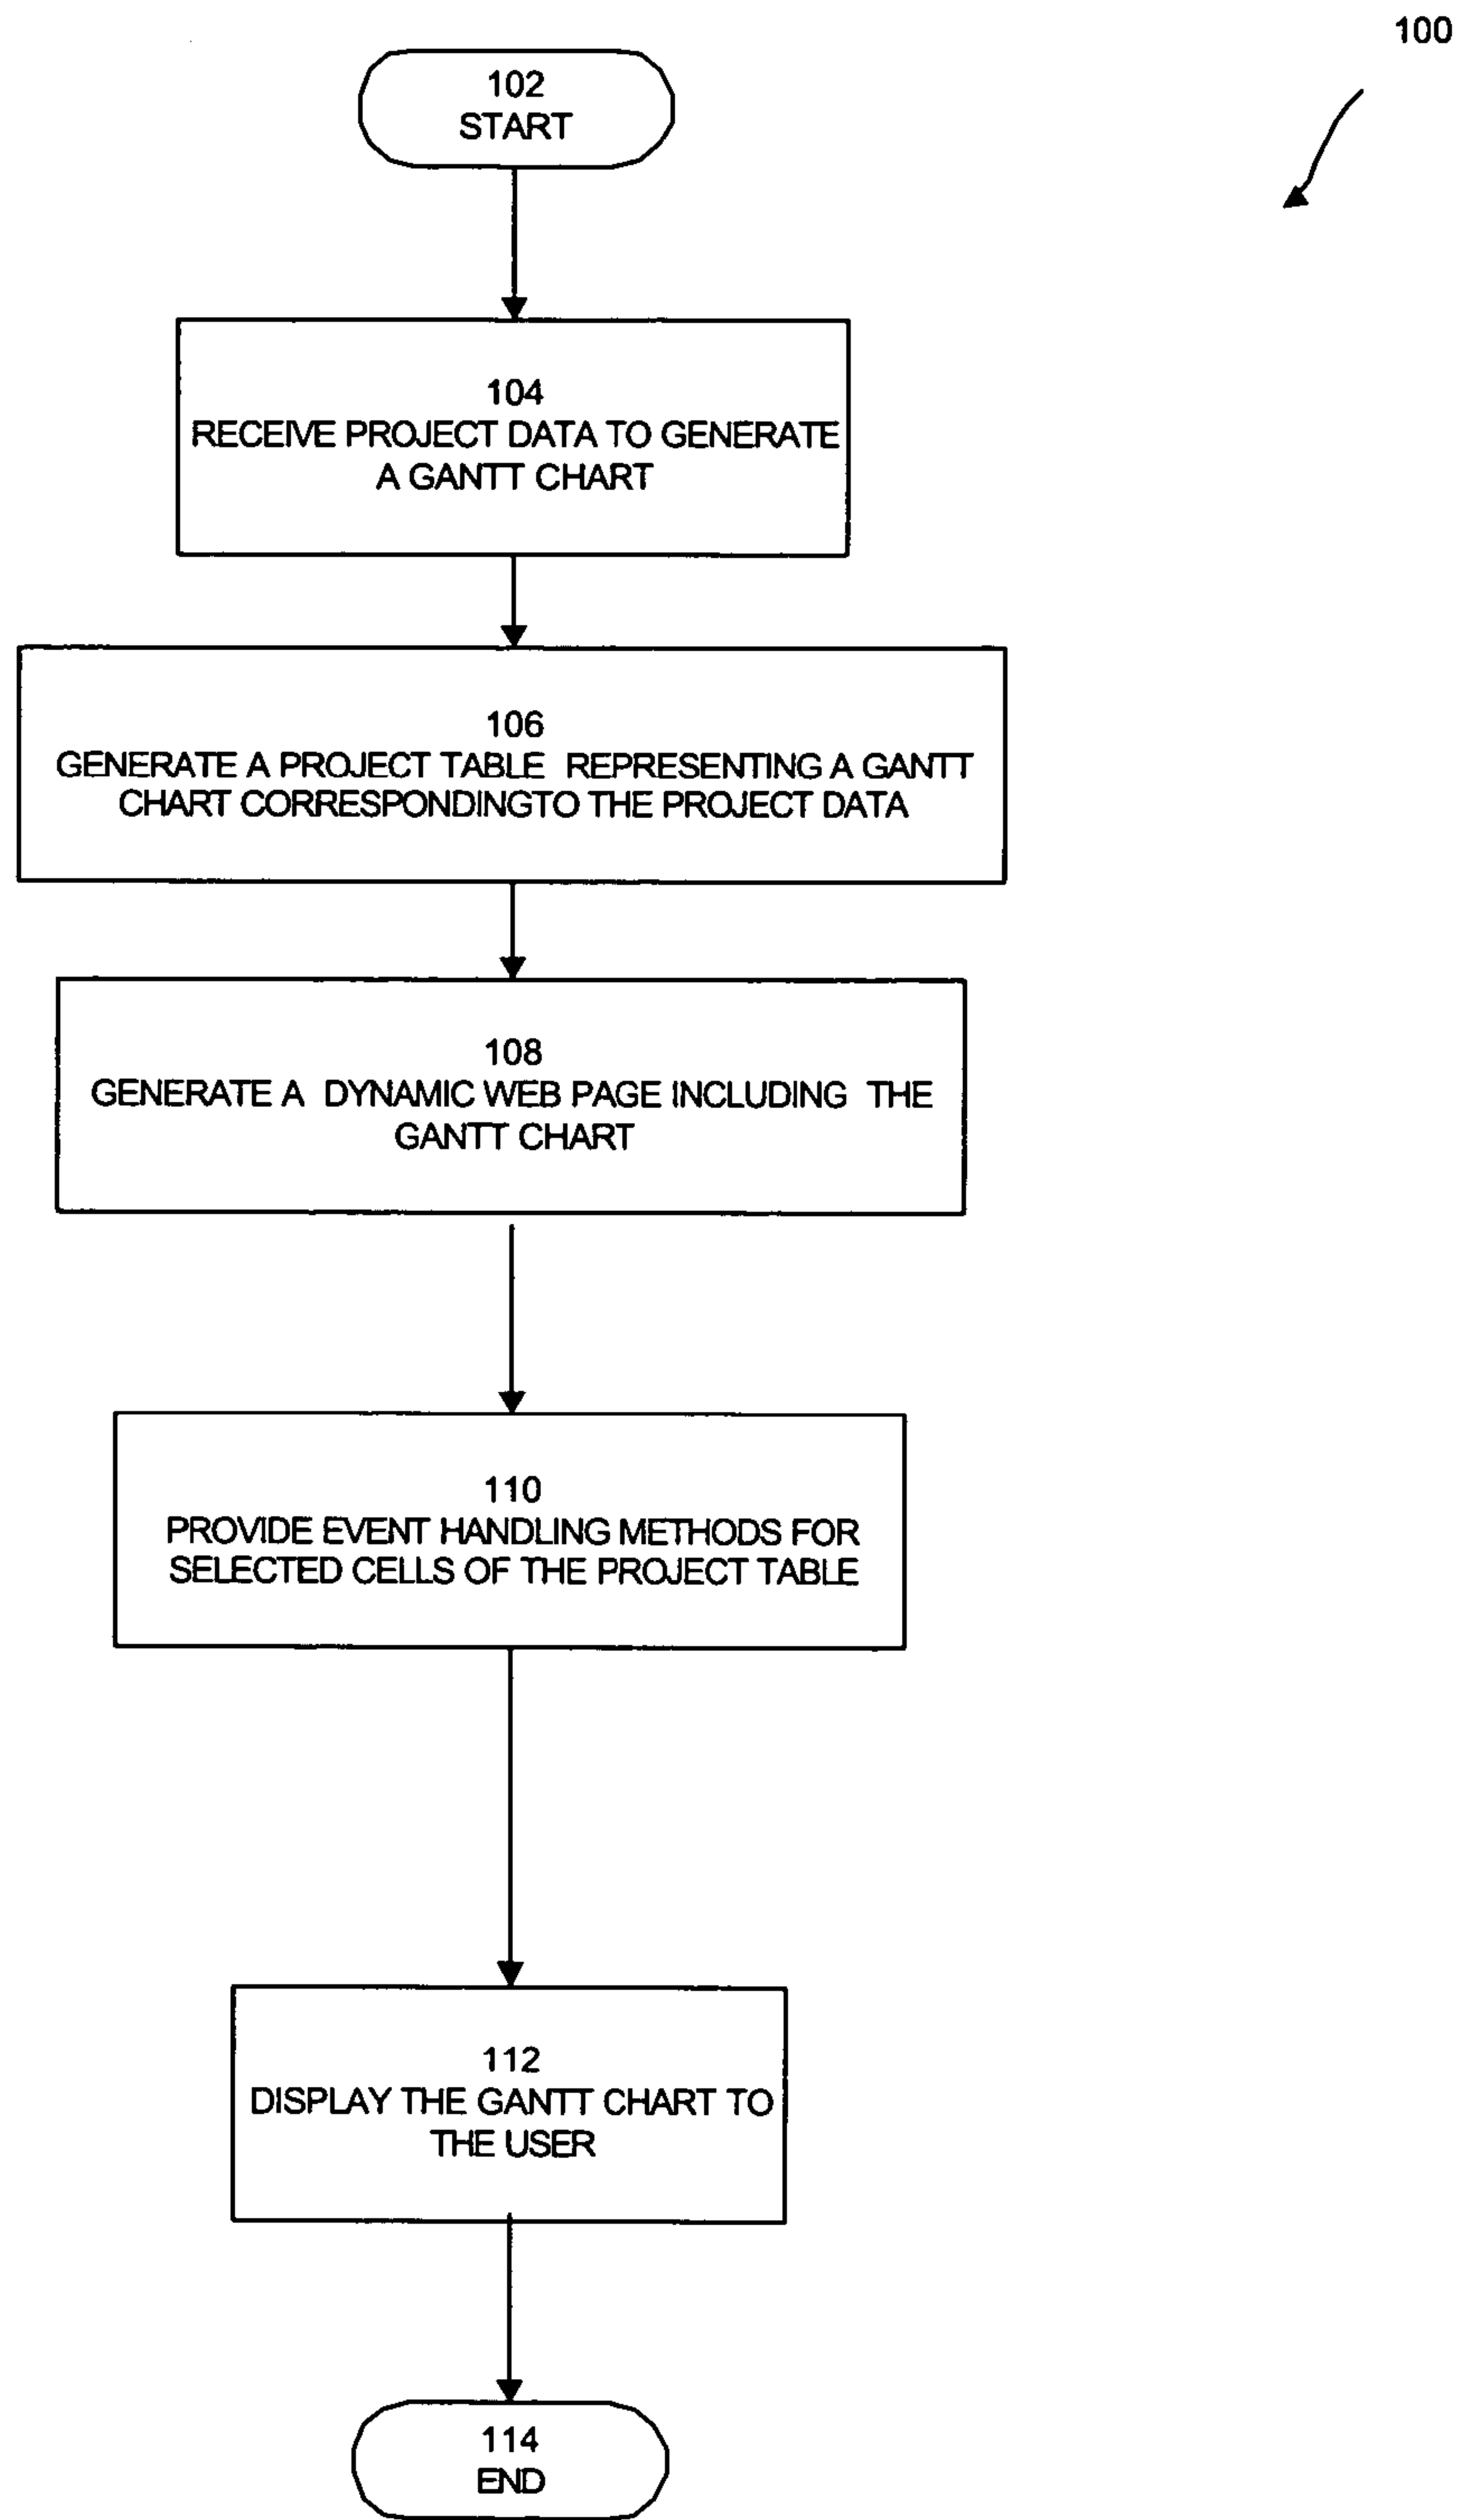 100
102
START
104
RECEIVE PROJECT DATA TO GENERATE
A GANTT CHART
106
GENERATE A PROJECT TABLE REPRESENTING A GANTT
CHART CORRESPONDINGTO THE PROJECT DATA
108
GENERATE A DYNAMIC WEB PAGE INCLUDING THE
GANTT CHART
110
PROVIDE EVENT HANDLING METHODS FOR
SELECTED CELLS OF THE PROJECT TABLE
112
DISPLAY THE GANTT CHART TO
THE USER
114
END